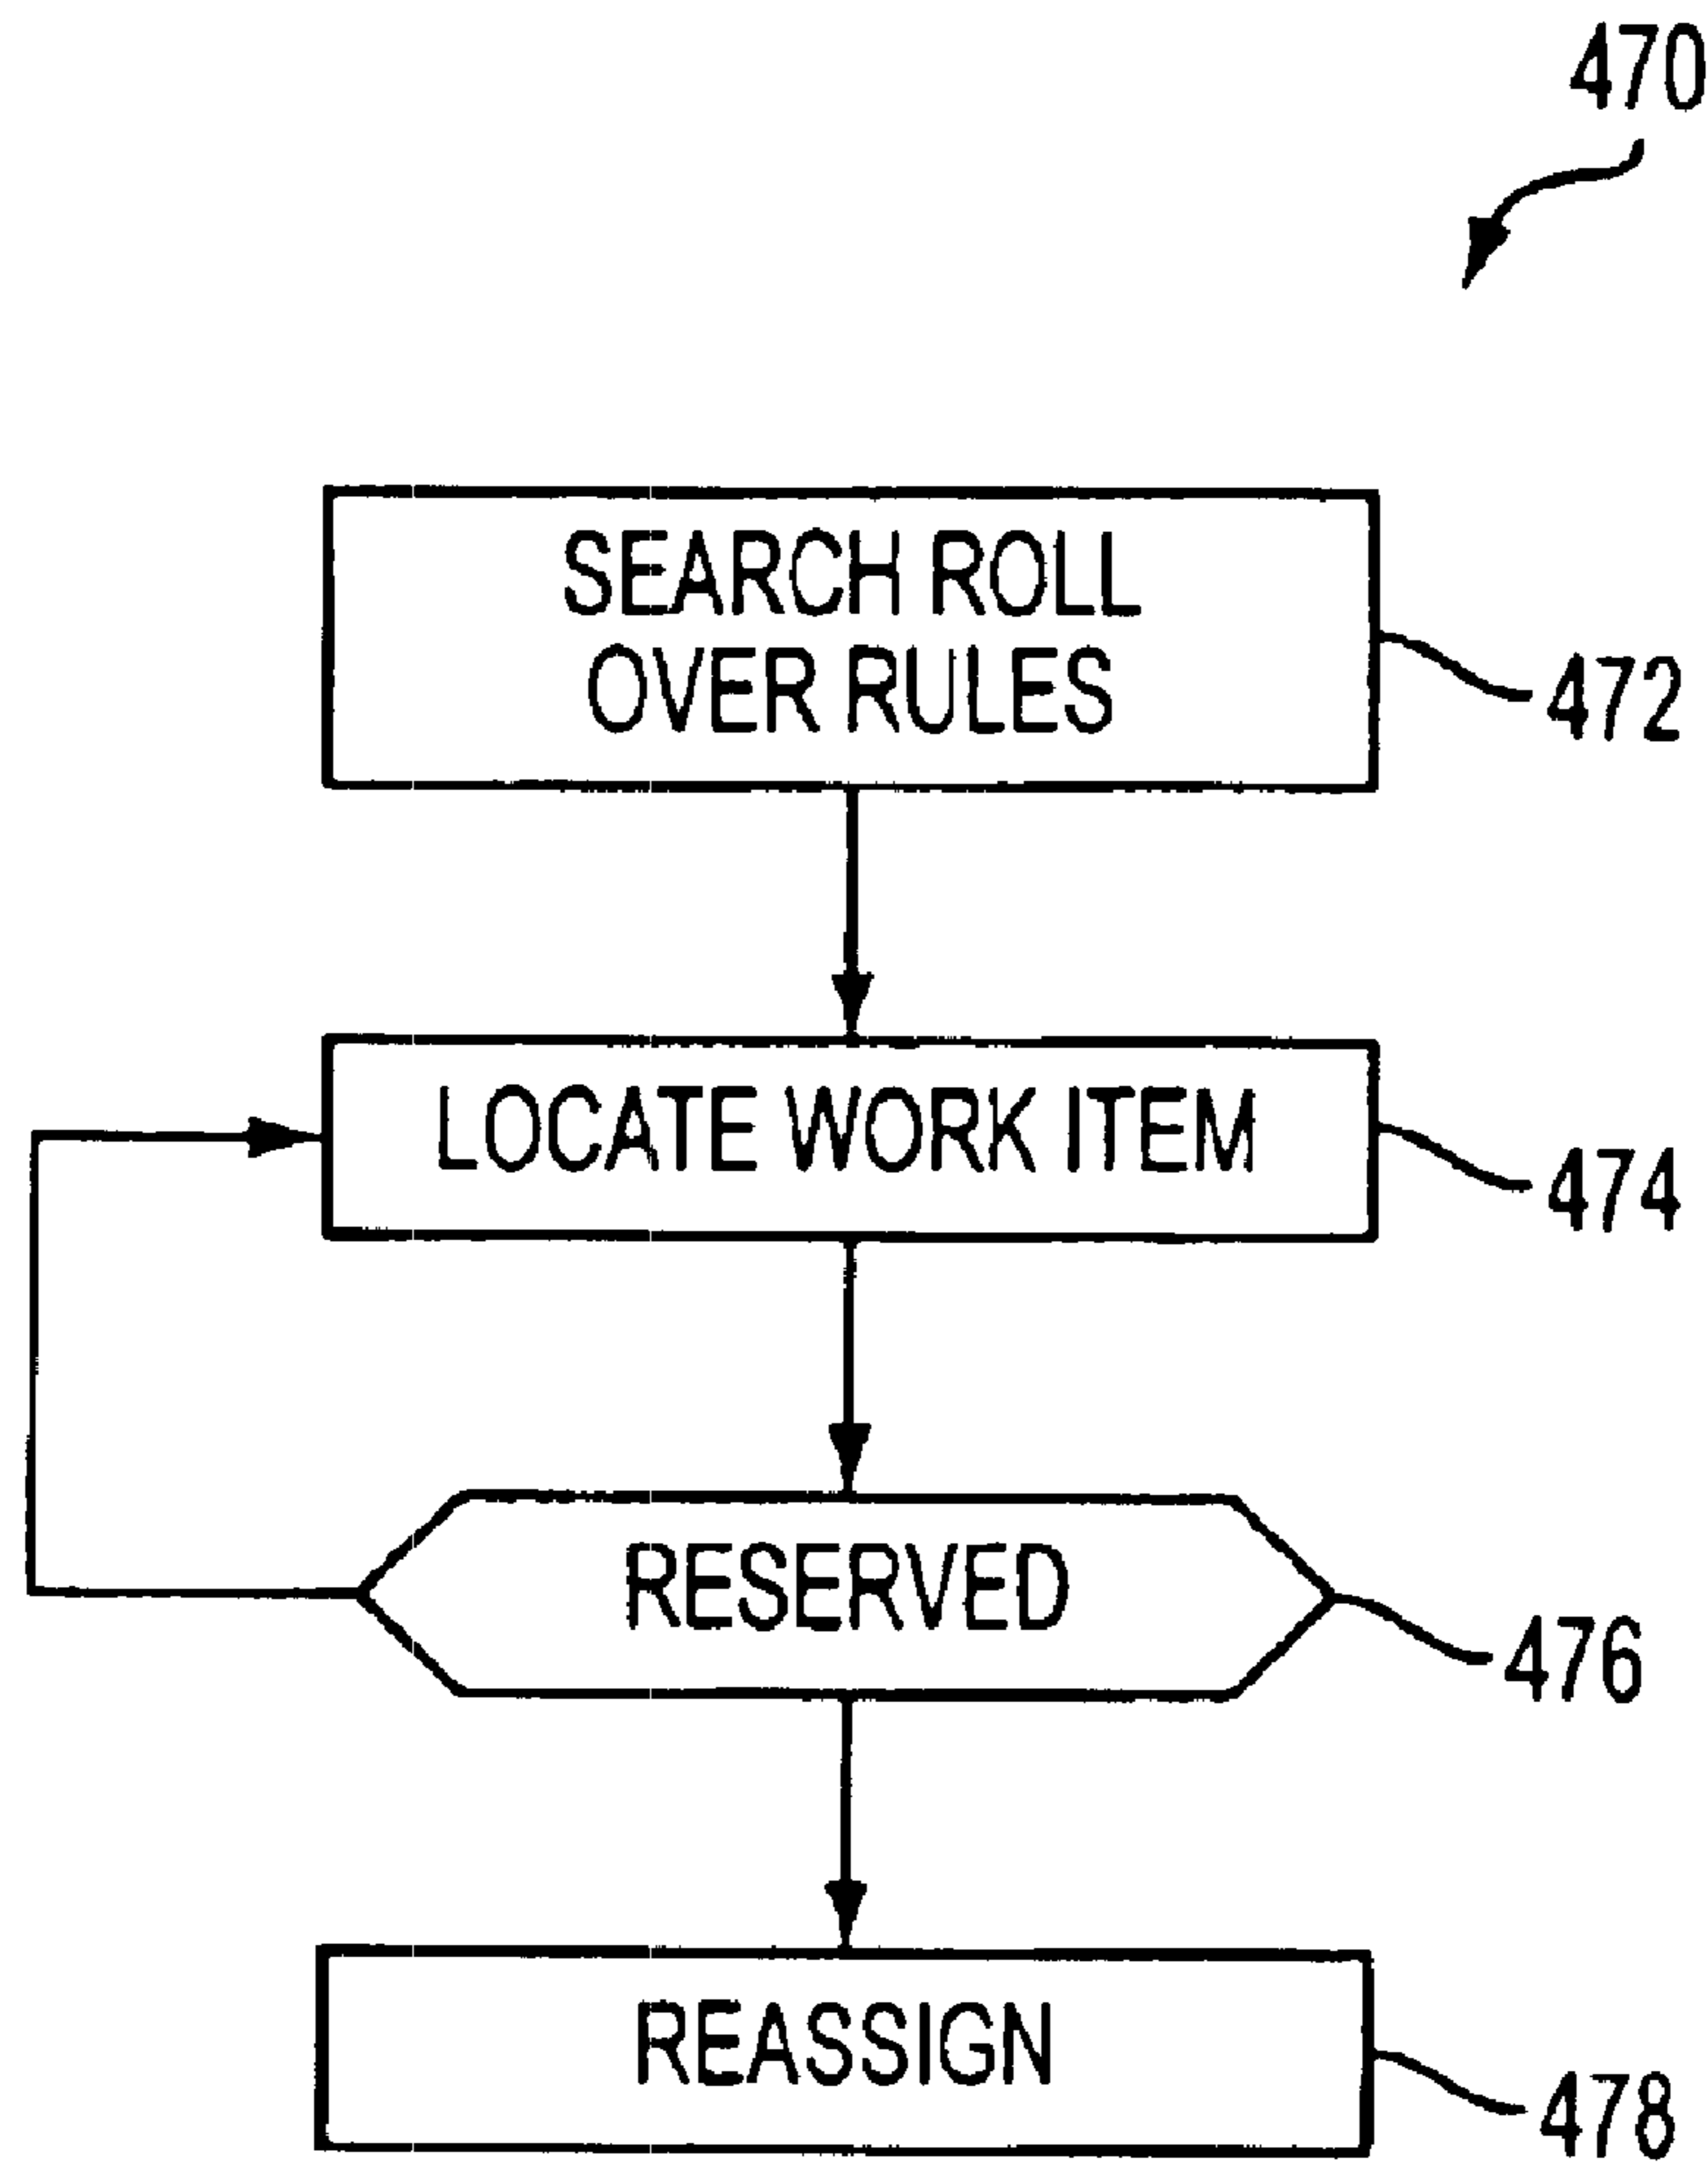 470
SEARCH ROLL
OVER RULES
472
LOCATE WORK ITEM
474
RESERVED
476
REASSIGN
478